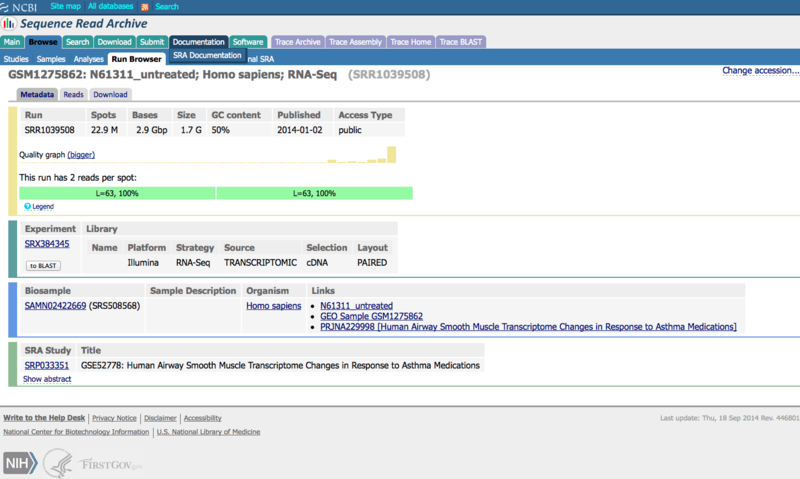 NCBI Site map All databases Search
Sequence Read Archive
Main Browse Search Download Submit Documentation Software Trace Archive Trace Assembly Trace Home Trace BLAST
Studies Samples Analyses Run Browser SRA Documentation nal SRA
GSM1275862: N61311_untreated; Homo sapiens; RNA-Seq (SRR1039508)
Change accession...
Metadata Reads Download
Run Spots Bases Size GC content Published Access Type
SRR1039508 22.9 M 2.9 Gbp 1.7 G 50% 2014-01-02 public
Quality graph (bigger)
This run has 2 reads per spot:
L=63, 100% L=63, 100%
Legend
Experiment Library
SRX384345 Name Platform Strategy Source Selection Layout
to BLAST Illumina RNA-Seq TRANSCRIPTOMIC cDNA PAIRED
Biosample Sample Description Organism Links
SAMN02422669 (SRS508568) Homo sapiens • N61311_untreated
• GEO Sample GSM1275862
• PRJNA229998 [Human Airway Smooth Muscle Transcriptome Changes in Response to Asthma Medications]
SRA Study Title
SRP033351 GSE52778: Human Airway Smooth Muscle Transcriptome Changes in Response to Asthma Medications
Show abstract
Write to the Help Desk | Privacy Notice | Disclaimer | Accessibility
Last update: Thu, 18 Sep 2014 Rev. 446801
National Center for Biotechnology Information | U.S. National Library of Medicine
NIH FIRSTGOV.gov